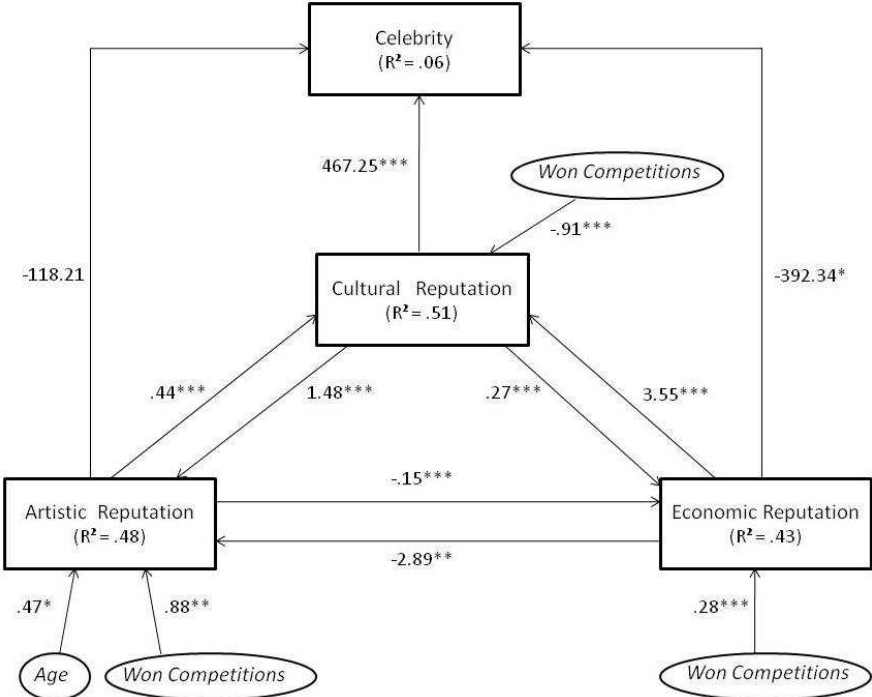 Celebrity
(R² = .06)
467.25***
Won Competitions
-.91***
-118.21
-392.34*
Cultural Reputation
(R² = .51)
.44***
1.48***
.27***
3.55***
Artistic Reputation
(R² = .48)
-.15***
Economic Reputation
(R² = .43)
-2.89**
.47*
.88**
.28***
Age
Won Competitions
Won Competitions